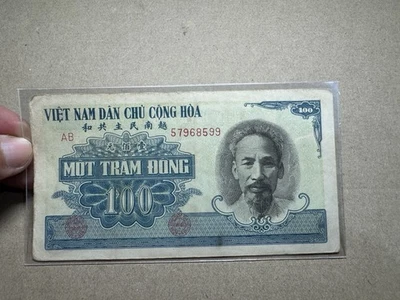 VIỆT NAM DÂN CHỦ CỘNG HÒA
和共主民南越
AB 57968599
100
MỘT TRĂM ĐỒNG
100